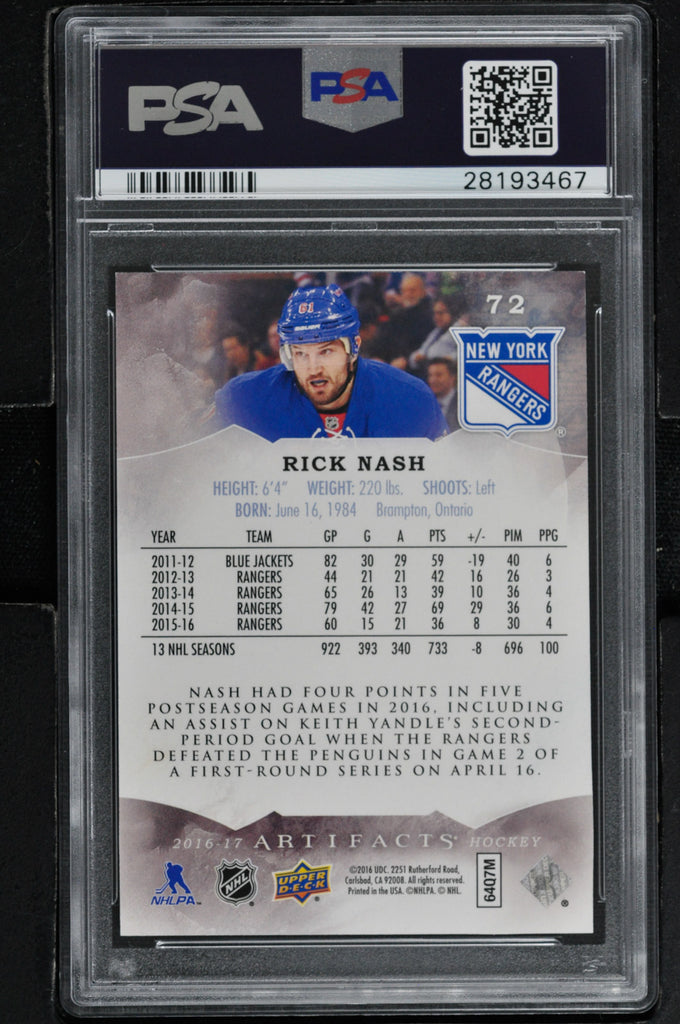 PSA
PSA
28193467
72
61
BAUER
NEW YORK
RANGERS
®
RICK NASH
HEIGHT: 6'4" WEIGHT: 220 lbs. SHOOTS: Left
BORN: June 16, 1984 Brampton, Ontario
YEAR TEAM GP G A PTS +/- PIM PPG
2011-12 BLUE JACKETS 82 30 29 59 -19 40 6
2012-13 RANGERS 44 21 21 42 16 26 3
2013-14 RANGERS 65 26 13 39 10 36 4
2014-15 RANGERS 79 42 27 69 29 36 6
2015-16 RANGERS 60 15 21 36 8 30 4
13 NHL SEASONS 922 393 340 733 -8 696 100
NASH HAD FOUR POINTS IN FIVE
POSTSEASON GAMES IN 2016, INCLUDING
AN ASSIST ON KEITH YANDLE'S SECOND-
PERIOD GOAL WHEN THE RANGERS
DEFEATED THE PENGUINS IN GAME 2 OF
A FIRST-ROUND SERIES ON APRIL 16.
2016-17 ARTIFACTS® HOCKEY
NHLPA™
NHL
UPPER DECK
©2016 UDC. 2251 Rutherford Road,
Carlsbad, CA 92008. All rights reserved.
Printed in the USA. ©NHLPA. © NHL.
6407M
®